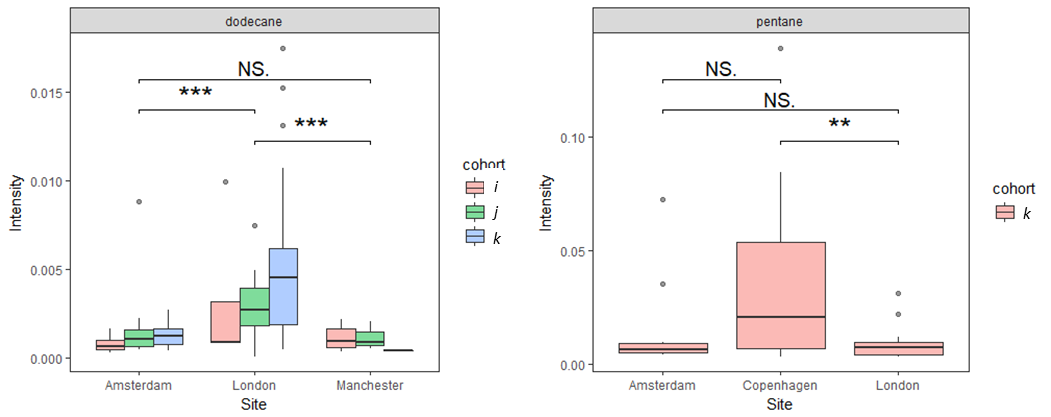 dodecane
NS.
***
***
0.015
0.010
0.005
0.000
Intensity
Amsterdam London Manchester
Site
cohort
i
j
k
pentane
NS.
NS.
**
0.10
0.05
0.00
Intensity
Amsterdam Copenhagen London
Site
cohort
k